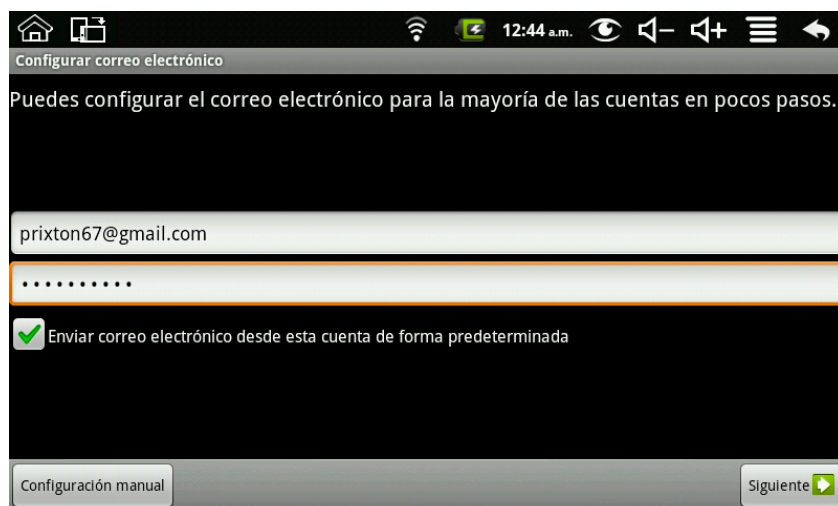 12:44 a.m.
Configurar correo electrónico
Puedes configurar el correo electrónico para la mayoría de las cuentas en pocos pasos.
prixton67@gmail.com
••••••••••
Enviar correo electrónico desde esta cuenta de forma predeterminada
Configuración manual
Siguiente